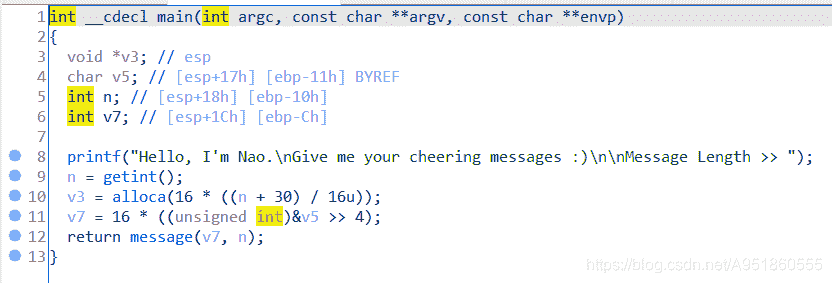 1 int __cdecl main(int argc, const char **argv, const char **envp)
2 {
3   void *v3; // esp
4   char v5; // [esp+17h] [ebp-11h] BYREF
5   int n; // [esp+18h] [ebp-10h]
6   int v7; // [esp+1Ch] [ebp-Ch]
7
8   printf("Hello, I'm Nao.\nGive me your cheering messages :)\n\nMessage Length >> ");
9   n = getint();
10   v3 = alloca(16 * ((n + 30) / 16u));
11   v7 = 16 * ((unsigned int)&v5 >> 4);
12   return message(v7, n);
13 }
https://blog.csdn.net/A951860555